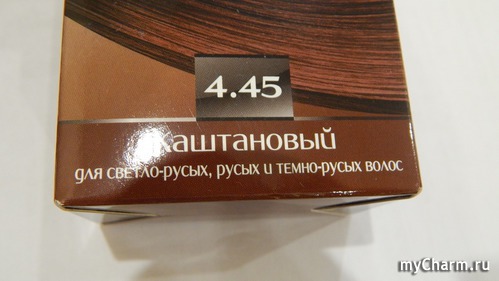 4.45
Каштановый
для светло-русых, русых и темно-русых волос
myCharm.ru